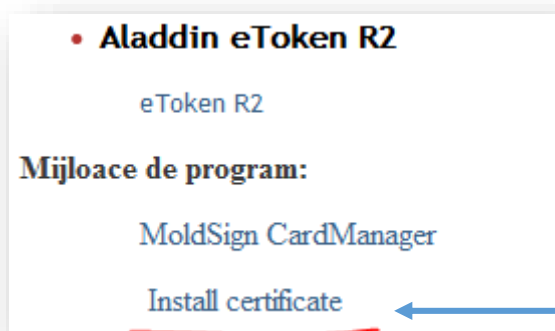 Aladdin eToken R2
eToken R2
Mijloace de program:
MoldSign CardManager
Install certificate